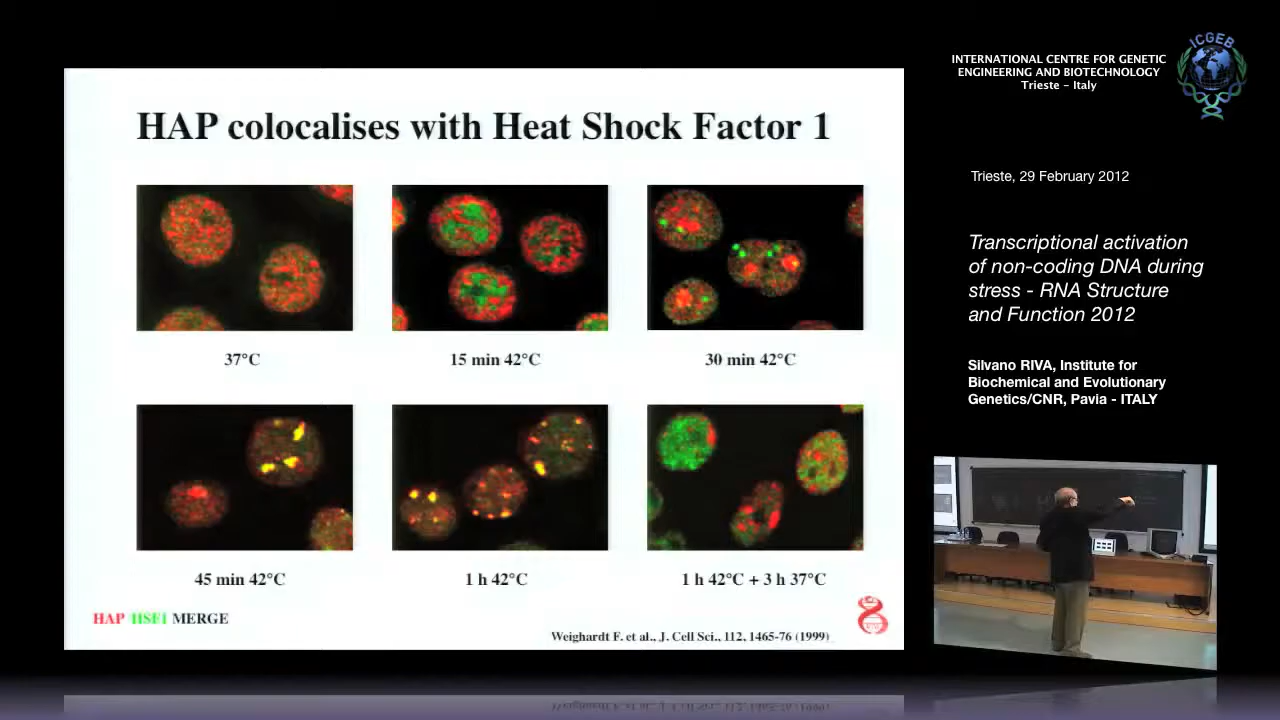 HAP colocalises with Heat Shock Factor 1
37°C
15 min 42°C
30 min 42°C
45 min 42°C
1 h 42°C
1 h 42°C + 3 h 37°C
HAP HSF1 MERGE
Weighardt F. et al., J. Cell Sci., 112, 1465-76 (1999)
INTERNATIONAL CENTRE FOR GENETIC
ENGINEERING AND BIOTECHNOLOGY
Trieste - Italy
ICGEB
Trieste, 29 February 2012
Transcriptional activation
of non-coding DNA during
stress - RNA Structure
and Function 2012
Silvano RIVA, Institute for
Biochemical and Evolutionary
Genetics/CNR, Pavia - ITALY